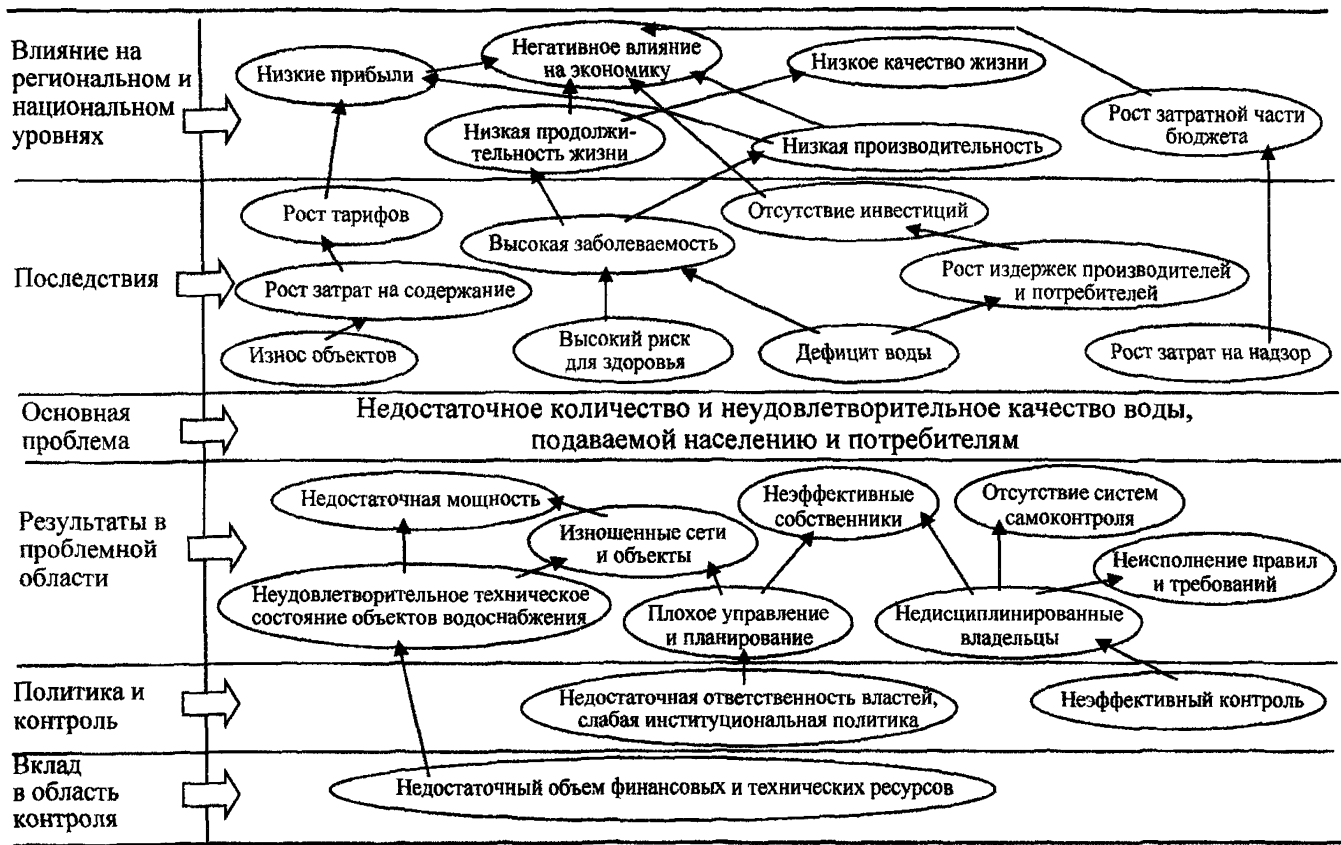 Влияние на
региональном и
национальном
уровнях
Низкие прибыли
Негативное влияние
на экономику
Низкое качество жизни
Низкая продолжи-
тельность жизни
Низкая производительность
Рост затратной части
бюджета
Последствия
Рост тарифов
Высокая заболеваемость
Отсутствие инвестиций
Рост затрат на содержание
Рост издержек производителей
и потребителей
Износ объектов
Высокий риск
для здоровья
Дефицит воды
Рост затрат на надзор
Основная
проблема
Недостаточное количество и неудовлетворительное качество воды,
подаваемой населению и потребителям
Результаты в
проблемной
области
Недостаточная мощность
Изношенные сети
и объекты
Неэффективные
собственники
Отсутствие систем
самоконтроля
Неисполнение правил
и требований
Неудовлетворительное техническое
состояние объектов водоснабжения
Плохое управление
и планирование
Недисциплинированные
владельцы
Политика и
контроль
Недостаточная ответственность властей,
слабая институциональная политика
Неэффективный контроль
Вклад
в область
контроля
Недостаточный объем финансовых и технических ресурсов